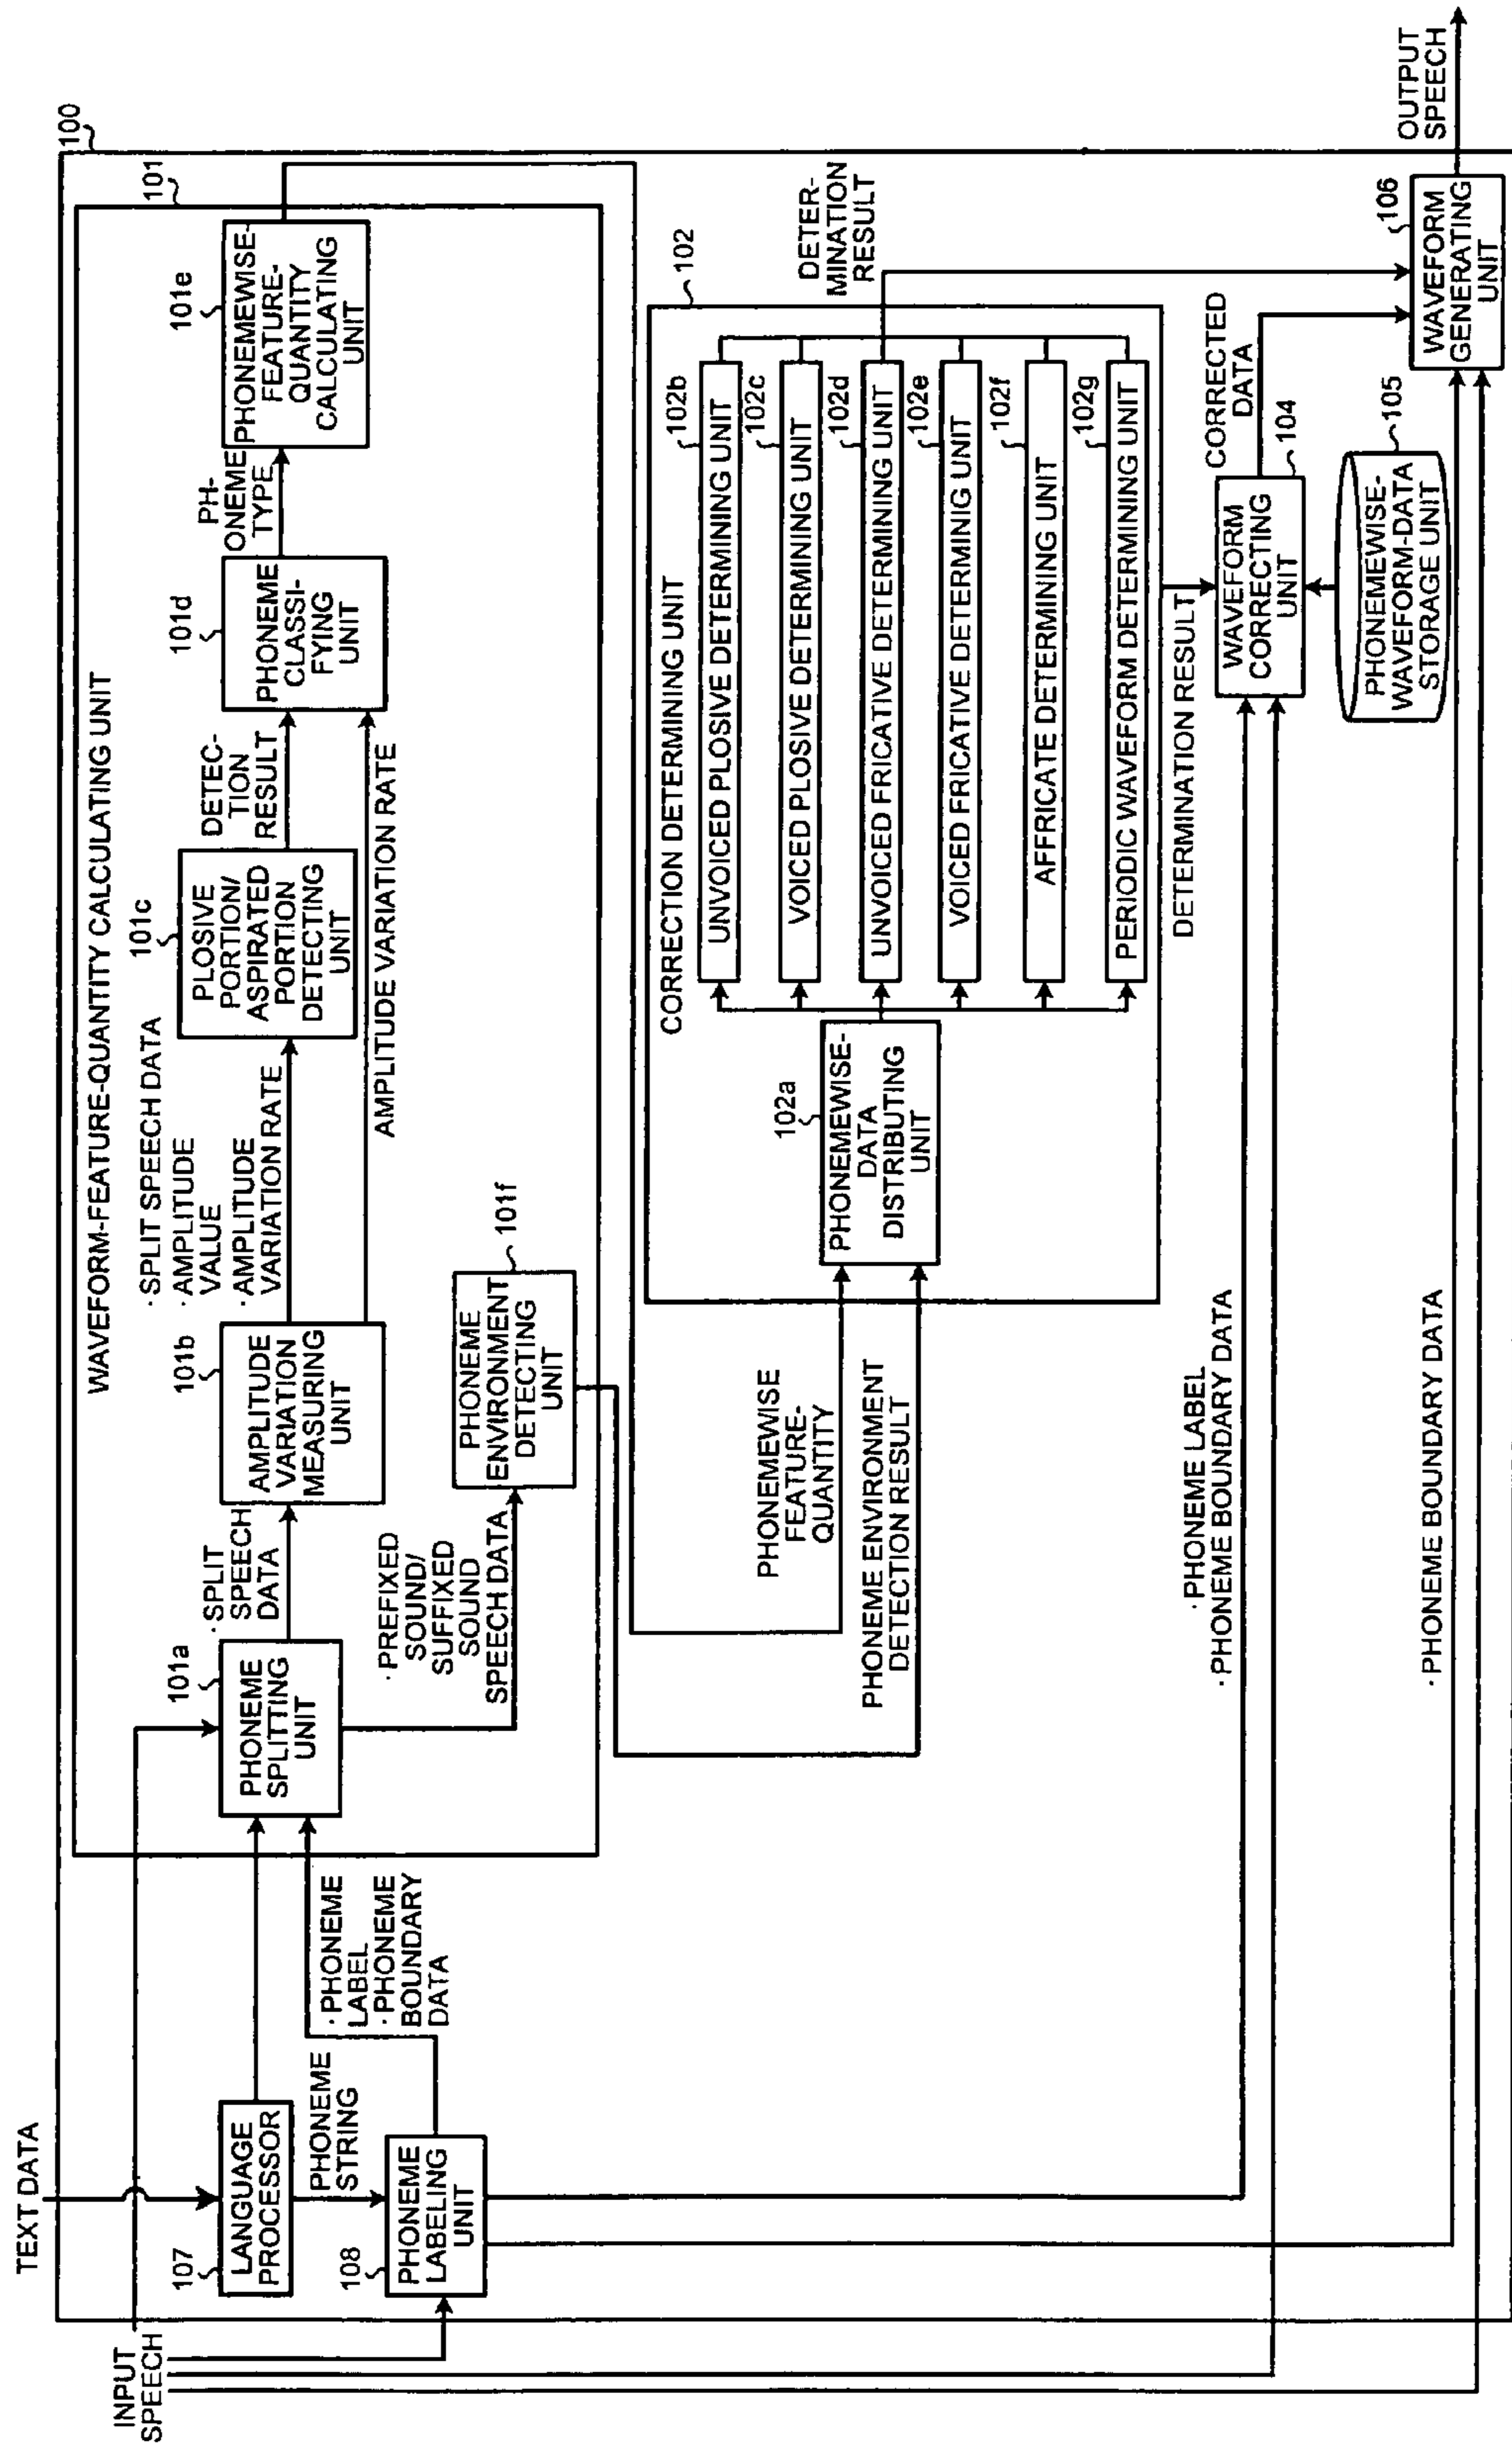 TEXT DATA
INPUT
SPEECH
100
107
LANGUAGE
PROCESSOR
PHONEME
STRING
108
PHONEME
LABELING
UNIT
· PHONEME
LABEL
· PHONEME
BOUNDARY
DATA
WAVEFORM-FEATURE-QUANTITY CALCULATING UNIT
101
101a
PHONEME
SPLITTING
UNIT
· SPLIT
SPEECH
DATA
· PREFIXED
SOUND/
SUFFIXED
SOUND
SPEECH DATA
101b
AMPLITUDE
VARIATION
MEASURING
UNIT
· SPLIT SPEECH DATA
· AMPLITUDE
VALUE
· AMPLITUDE
VARIATION RATE
AMPLITUDE VARIATION RATE
101f
PHONEME
ENVIRONMENT
DETECTING
UNIT
101c
PLOSIVE
PORTION/
ASPIRATED
PORTION
DETECTING
UNIT
DETEC-
TION
RESULT
101d
PHONEME
CLASSI-
FYING
UNIT
PH-
ONEME
TYPE
101e
PHONEMEWISE-
FEATURE-
QUANTITY
CALCULATING
UNIT
PHONEMEWISE
FEATURE-
QUANTITY
PHONEME ENVIRONMENT
DETECTION RESULT
CORRECTION DETERMINING UNIT
102
102a
PHONEMEWISE-
DATA
DISTRIBUTING
UNIT
102b
UNVOICED PLOSIVE DETERMINING UNIT
102c
VOICED PLOSIVE DETERMINING UNIT
102d
UNVOICED FRICATIVE DETERMINING UNIT
102e
VOICED FRICATIVE DETERMINIG UNIT
102f
AFFRICATE DETERMINING UNIT
102g
PERIODIC WAVEFORM DETERMINING UNIT
DETER-
MINATION
RESULT
DETERMINATION RESULT
· PHONEME LABEL
· PHONEME BOUNDARY DATA
WAVEFORM
CORRECTING
UNIT
104
CORRECTED
DATA
PHONEMEWISE-
WAVEFORM-DATA
STORAGE UNIT
105
· PHONEME BOUNDARY DATA
106
WAVEFORM
GENERATING
UNIT
OUTPUT
SPEECH